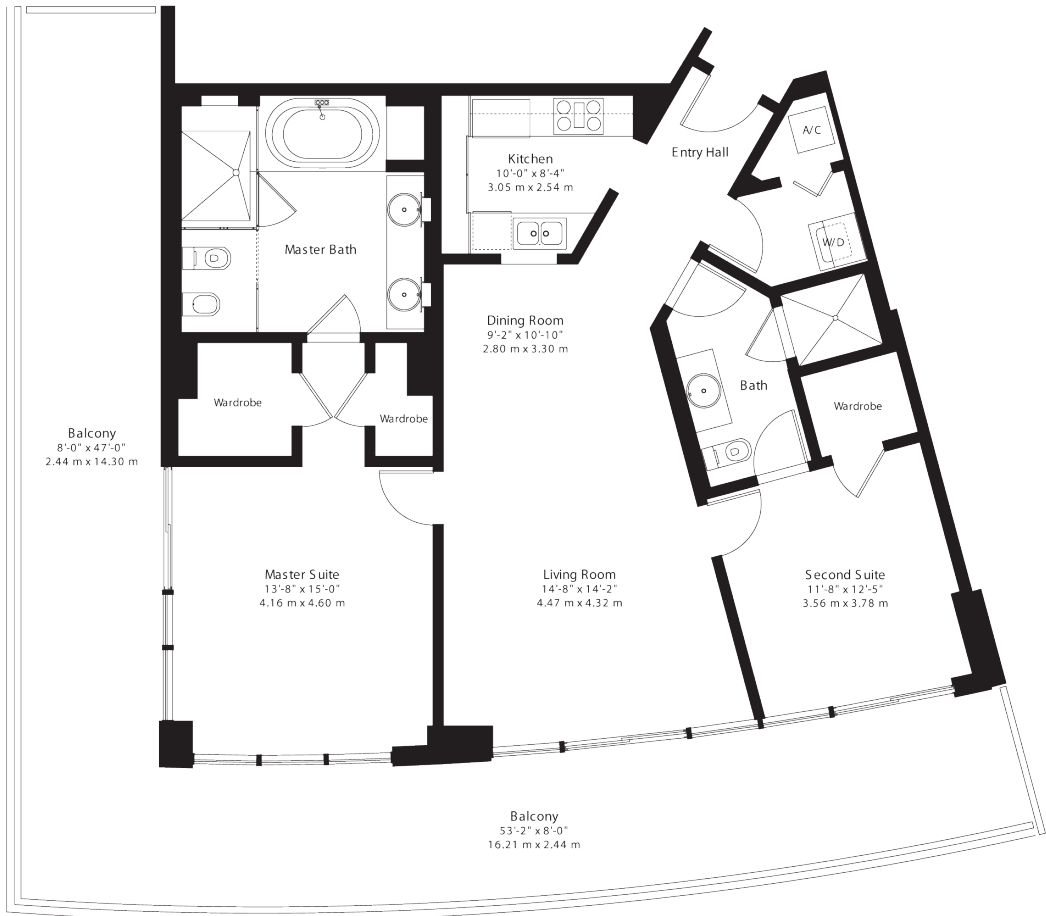 A/C
Entry Hall
Kitchen
10'-0" x 8'-4"
3.05 m x 2.54 m
W/D
Master Bath
Dining Room
9'-2" x 10'-10"
2.80 m x 3.30 m
Bath
Wardrobe
Wardrobe
Wardrobe
Balcony
8'-0" x 47'-0"
2.44 m x 14.30 m
Master Suite
13'-8" x 15'-0"
4.16 m x 4.60 m
Living Room
14'-8" x 14'-2"
4.47 m x 4.32 m
Second Suite
11'-8" x 12'-5"
3.56 m x 3.78 m
Balcony
53'-2" x 8'-0"
16.21 m x 2.44 m